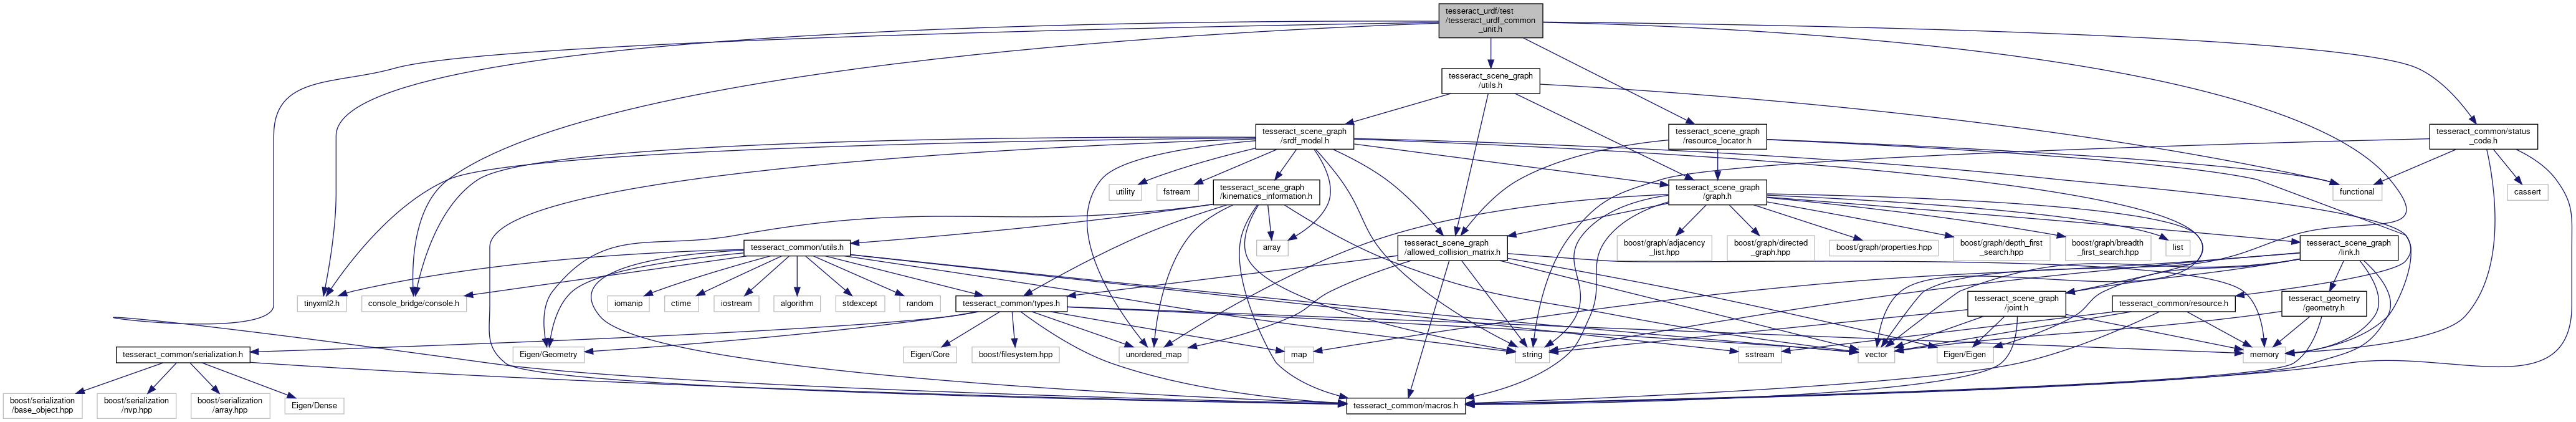 tesseract_urdf/test
/tesseract_urdf_common
_unit.h
tesseract_scene_graph
/utils.h
tesseract_scene_graph
/srdf_model.h
tesseract_scene_graph
/resource_locator.h
tesseract_common/status
_code.h
utility
fstream
tesseract_scene_graph
/kinematics_information.h
tesseract_scene_graph
/graph.h
functional
cassert
tesseract_common/utils.h
array
tesseract_scene_graph
/allowed_collision_matrix.h
boost/graph/adjacency
_list.hpp
boost/graph/directed
_graph.hpp
boost/graph/properties.hpp
boost/graph/depth_first
_search.hpp
boost/graph/breadth
_first_search.hpp
list
tesseract_scene_graph
/link.h
tinyxml2.h
console_bridge/console.h
iomanip
ctime
iostream
algorithm
stdexcept
random
tesseract_common/types.h
tesseract_scene_graph
/joint.h
tesseract_common/resource.h
tesseract_geometry
/geometry.h
tesseract_common/serialization.h
Eigen/Geometry
Eigen/Core
boost/filesystem.hpp
unordered_map
map
string
sstream
vector
Eigen/Eigen
memory
boost/serialization
/base_object.hpp
boost/serialization
/nvp.hpp
boost/serialization
/array.hpp
Eigen/Dense
tesseract_common/macros.h